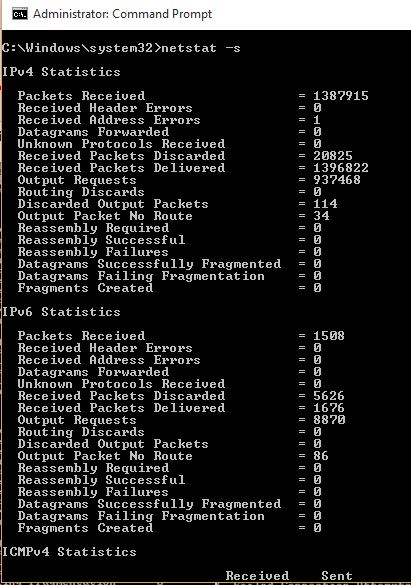 Administrator: Command Prompt
C:\Windows\system32>netstat -s
IPv4 Statistics
Packets Received = 1387915
Received Header Errors = 0
Received Address Errors = 1
Datagrams Forwarded = 0
Unknown Protocols Received = 0
Received Packets Discarded = 20825
Received Packets Delivered = 1396822
Output Requests = 937468
Routing Discards = 0
Discarded Output Packets = 114
Output Packet No Route = 34
Reassembly Required = 0
Reassembly Successful = 0
Reassembly Failures = 0
Datagrams Successfully Fragmented = 0
Datagrams Failing Fragmentation = 0
Fragments Created = 0
IPv6 Statistics
Packets Received = 1508
Received Header Errors = 0
Received Address Errors = 0
Datagrams Forwarded = 0
Unknown Protocols Received = 0
Received Packets Discarded = 5626
Received Packets Delivered = 1676
Output Requests = 8870
Routing Discards = 0
Discarded Output Packets = 0
Output Packet No Route = 86
Reassembly Required = 0
Reassembly Successful = 0
Reassembly Failures = 0
Datagrams Successfully Fragmented = 0
Datagrams Failing Fragmentation = 0
Fragments Created = 0
ICMPv4 Statistics
Received Sent